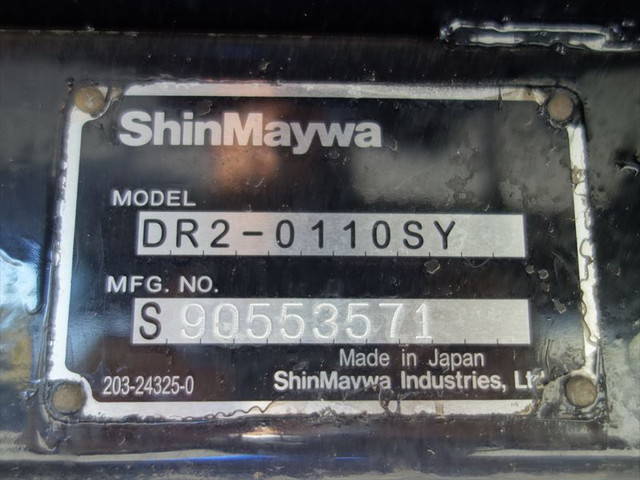 ShinMaywa
MODEL
DR2-0110SY
MFG. NO.
S 90553571
Made in Japan
203-24325-0
ShinMaywa Industries, Ltd